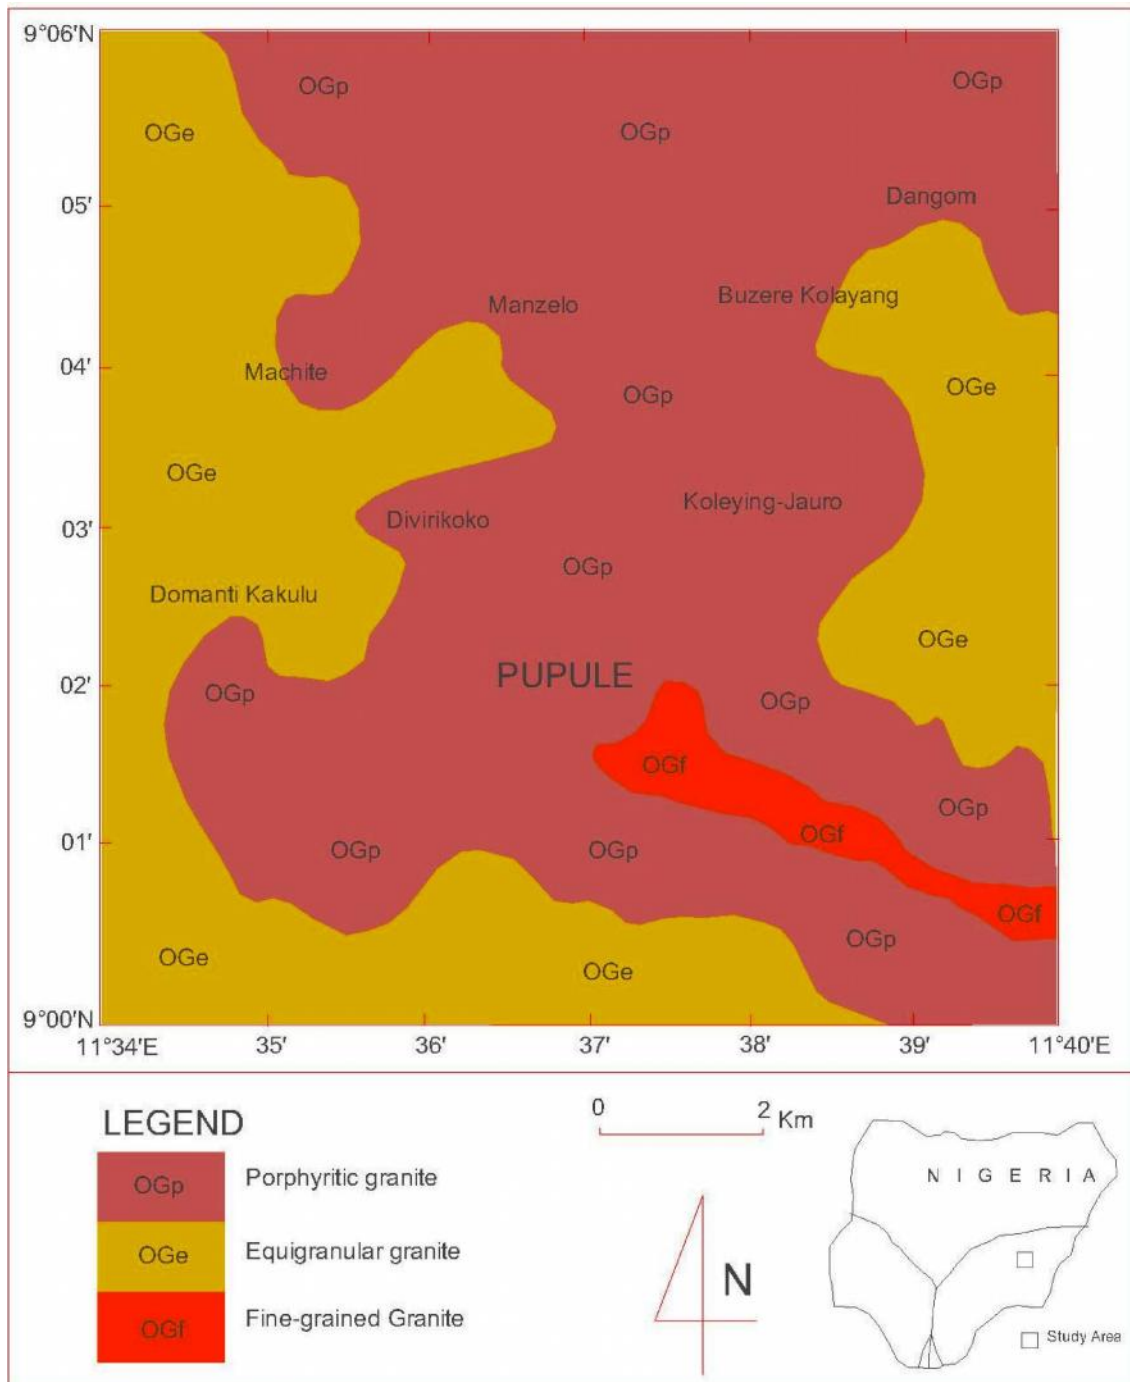 9°06'N
OGp
OGp
OGe
OGp
05'
Dangom
Manzelo
Buzere Kolayang
04'
Machite
OGp
OGe
OGe
03'
Divirikoko
Koleying-Jauro
OGp
Domanti Kakulu
OGe
02'
OGp
PUPULE
OGp
OGf
OGp
01'
OGp
OGp
OGf
OGf
OGe
OGe
OGp
9°00'N
11°34'E 35' 36' 37' 38' 39' 11°40'E
LEGEND
OGp Porphyritic granite
OGe Equigranular granite
OGf Fine-grained Granite
0 2 Km
N
NIGERIA
Study Area